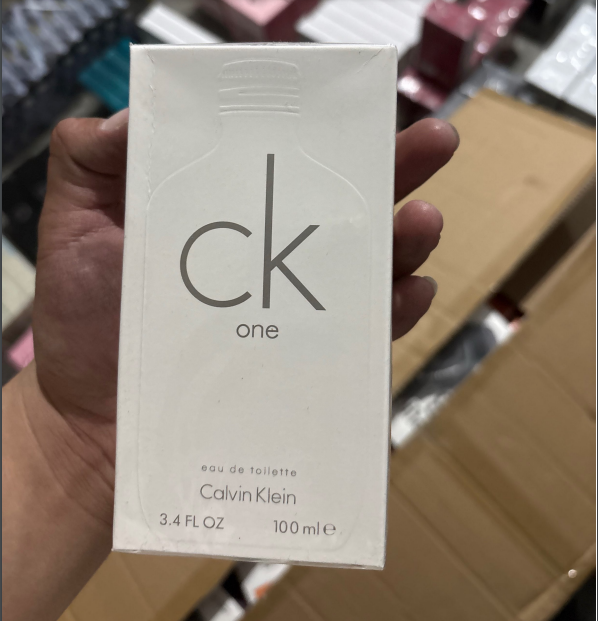 ck
one
eau de toilette
Calvin Klein
3.4 FL OZ 100 ml ℮